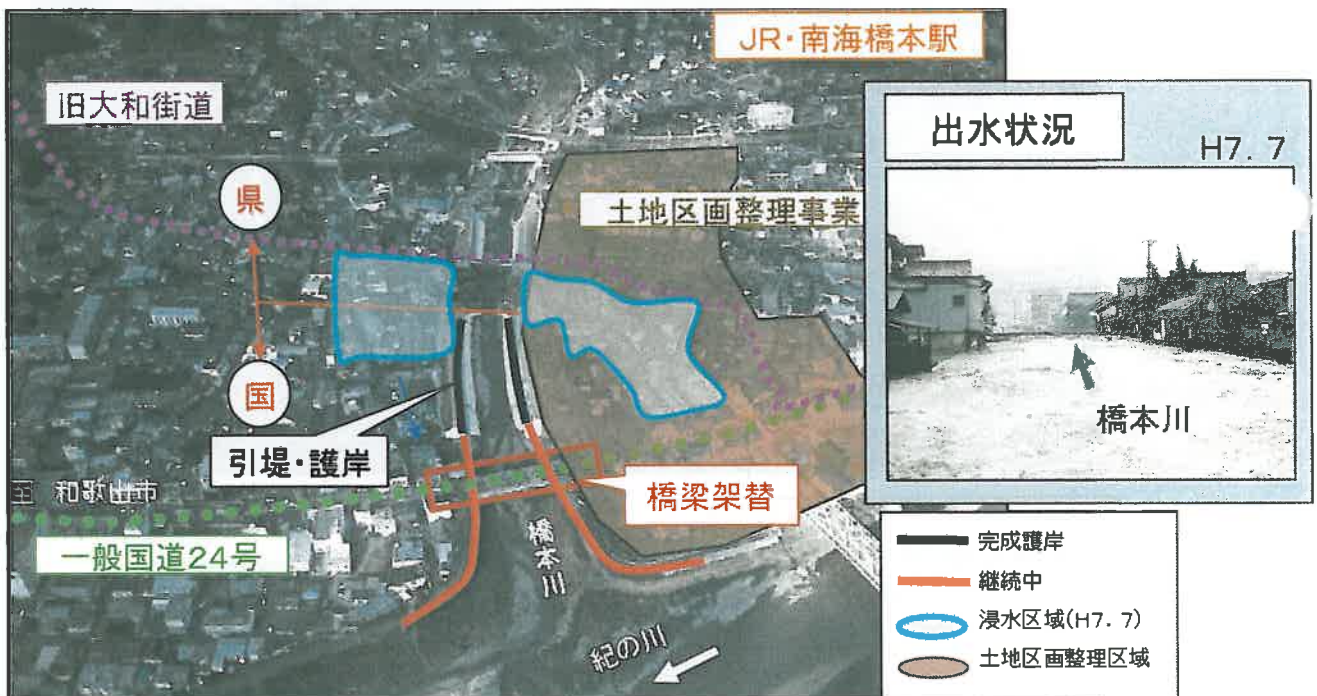 JR・南海橋本駅
旧大和街道
県
土地区画整理事業
国
引堤・護岸
至 和歌山市
橋梁架替
一般国道24号
橋本川
紀の川
出水状況
H7. 7
橋本川
完成護岸
継続中
浸水区域(H7. 7)
土地区画整理区域